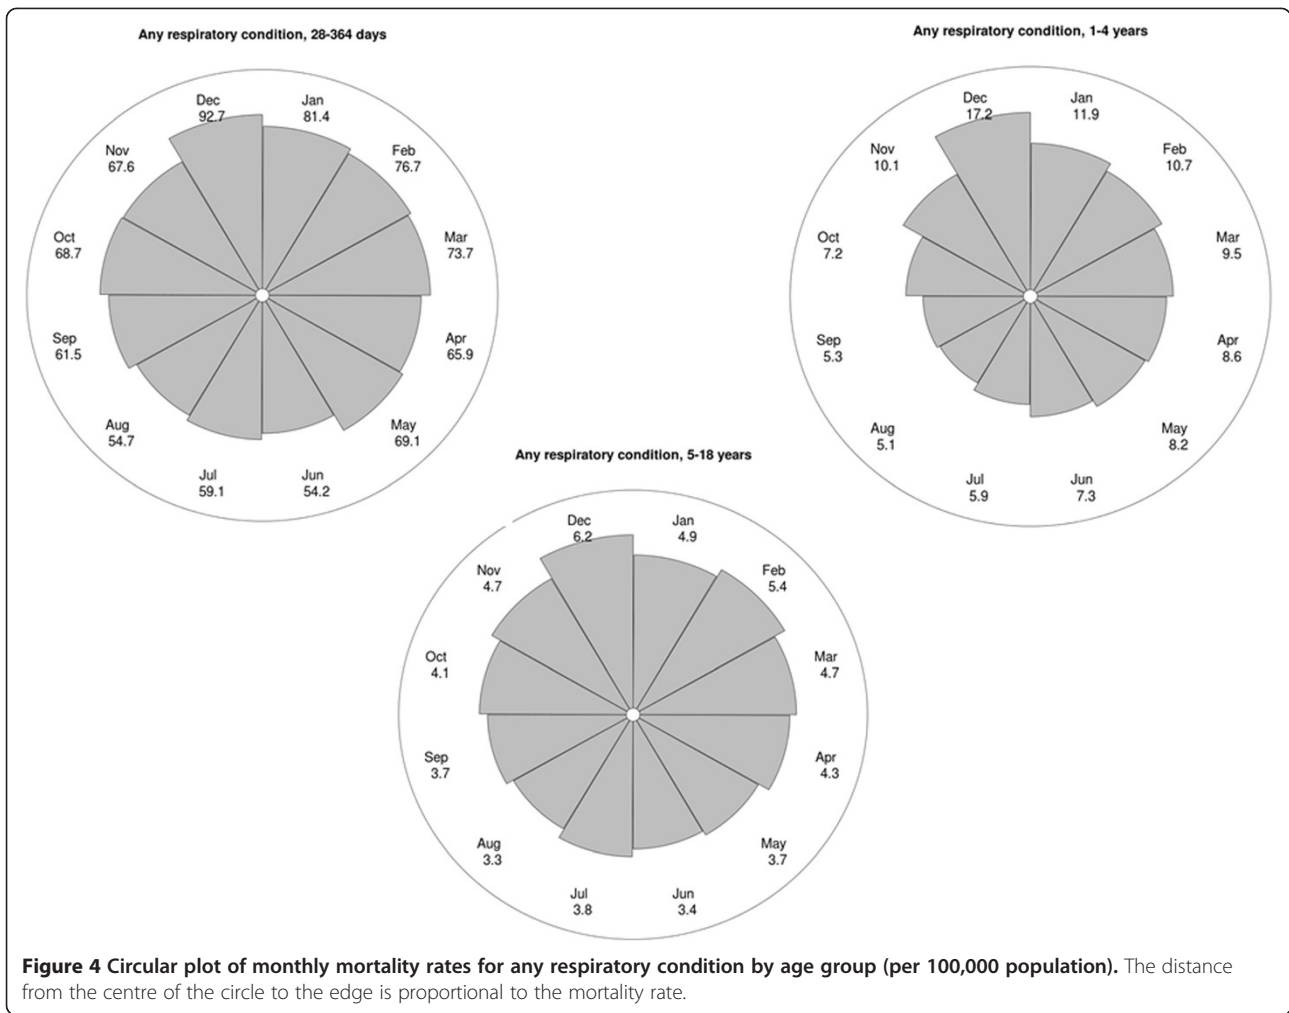 Any respiratory condition, 28-364 days
Dec
92.7
Jan
81.4
Feb
76.7
Mar
73.7
Apr
65.9
May
69.1
Jun
54.2
Jul
59.1
Aug
54.7
Sep
61.5
Oct
68.7
Nov
67.6
Any respiratory condition, 1-4 years
Dec
17.2
Jan
11.9
Feb
10.7
Mar
9.5
Apr
8.6
May
8.2
Jun
7.3
Jul
5.9
Aug
5.1
Sep
5.3
Oct
7.2
Nov
10.1
Any respiratory condition, 5-18 years
Dec
6.2
Jan
4.9
Feb
5.4
Mar
4.7
Apr
4.3
May
3.7
Jun
3.4
Jul
3.8
Aug
3.3
Sep
3.7
Oct
4.1
Nov
4.7
Figure 4 Circular plot of monthly mortality rates for any respiratory condition by age group (per 100,000 population). The distance
from the centre of the circle to the edge is proportional to the mortality rate.